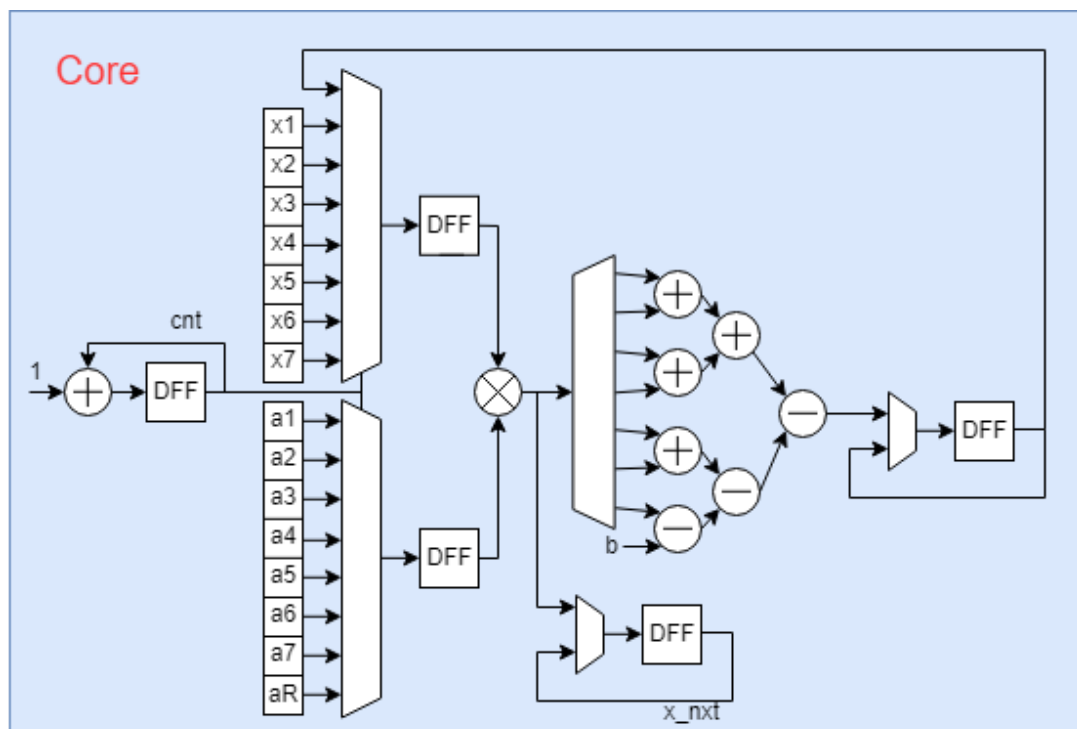 Core
x1
x2
x3
DFF
x4
x5
x6
cnt
x7
1
DFF
a1
a2
a3
a4
a5
a6
a7
aR
DFF
DFF
b
DFF
x_nxt